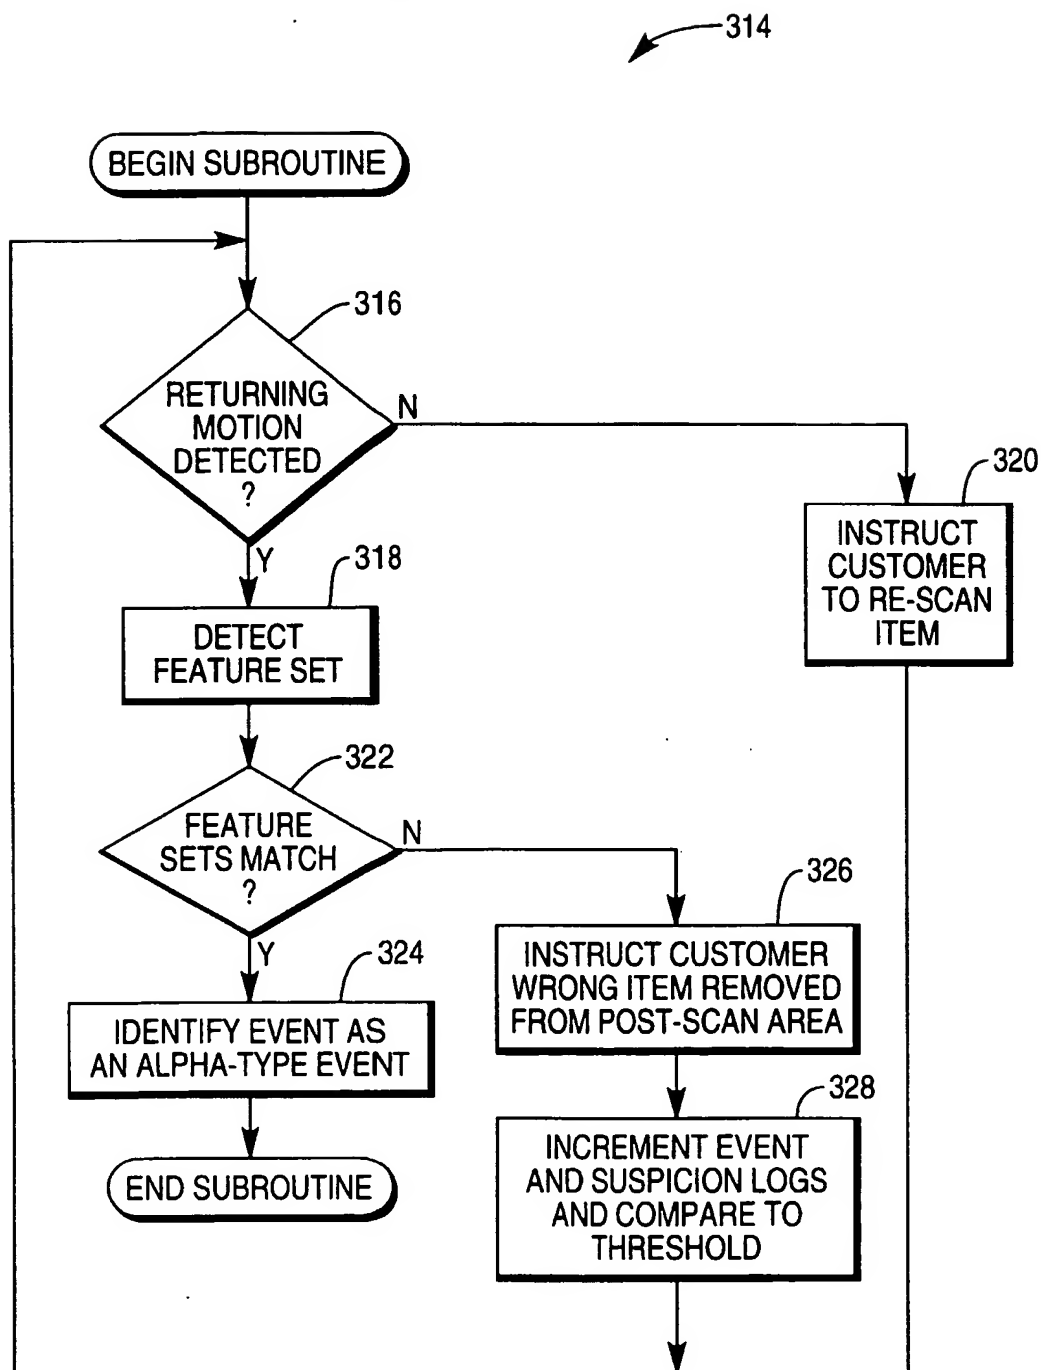 314
BEGIN SUBROUTINE
316
RETURNING
MOTION
DETECTED
?
N
Y
320
INSTRUCT
CUSTOMER
TO RE-SCAN
ITEM
318
DETECT
FEATURE SET
322
FEATURE
SETS MATCH
?
N
Y
324
IDENTIFY EVENT AS
AN ALPHA-TYPE EVENT
END SUBROUTINE
326
INSTRUCT CUSTOMER
WRONG ITEM REMOVED
FROM POST-SCAN AREA
328
INCREMENT EVENT
AND SUSPICION LOGS
AND COMPARE TO
THRESHOLD